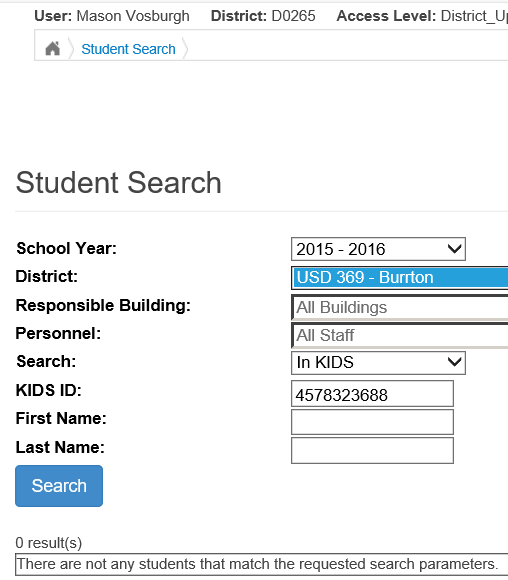 User: Mason Vosburgh District: D0265 Access Level: District_U
Student Search
Student Search
School Year: 2015 - 2016
District: USD 369 - Burrton
Responsible Building: All Buildings
Personnel: All Staff
Search: In KIDS
KIDS ID: 4578323688
First Name:
Last Name:
Search
0 result(s)
There are not any students that match the requested search parameters.